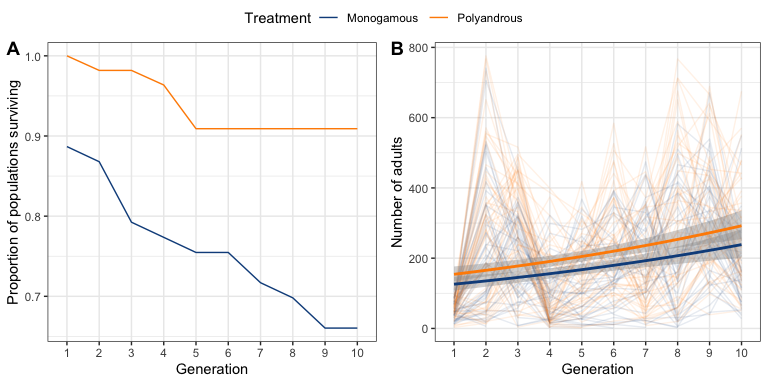 Treatment Monogamous Polyandrous
A
Proportion of populations surviving
1.0
0.9
0.8
0.7
1 2 3 4 5 6 7 8 9 10
Generation
B
Number of adults
800
600
400
200
0
1 2 3 4 5 6 7 8 9 10
Generation